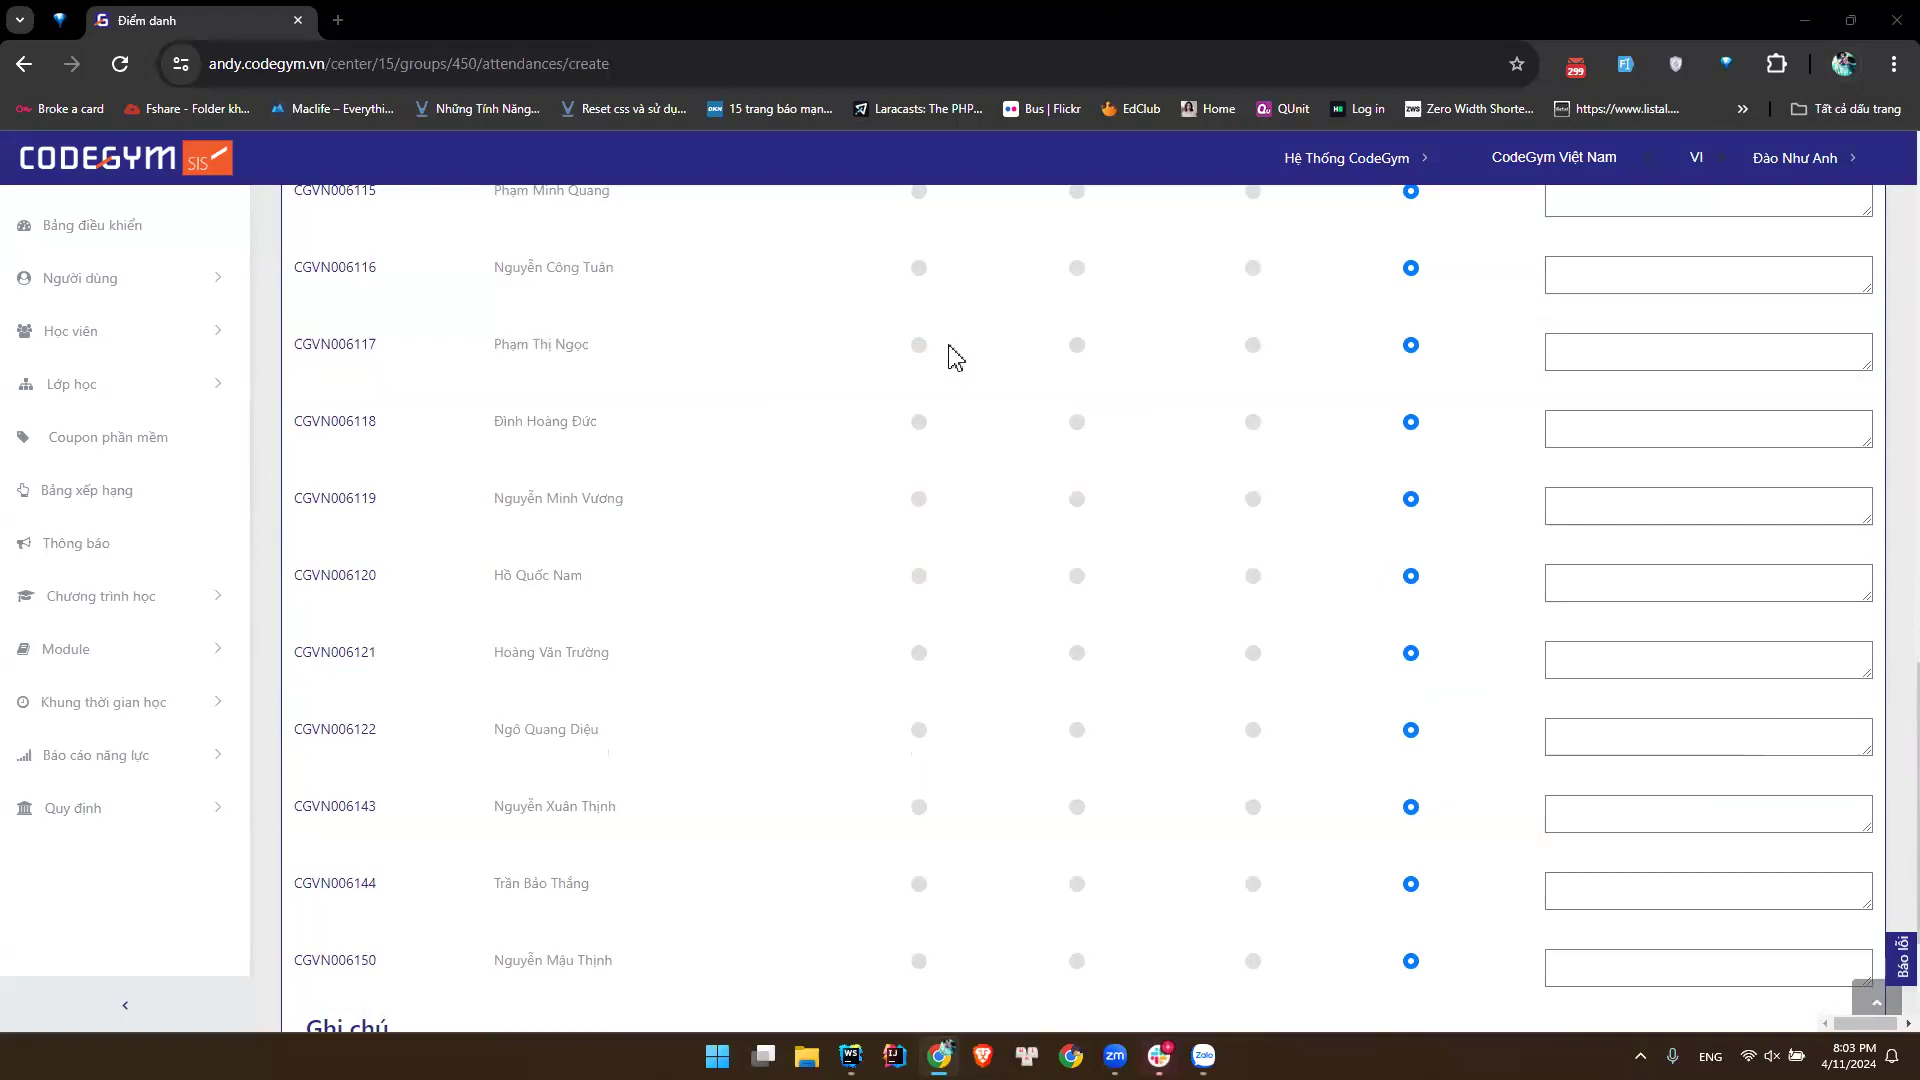 Điểm danh
andy.codegym.vn/center/15/groups/450/attendances/create
299
Broke a card
Fshare - Folder kh...
Maclife – Everythi...
Những Tính Năng...
Reset css và sử dụ...
15 trang báo mạn...
Laracasts: The PHP...
Bus | Flickr
EdClub
Home
QUnit
Log in
Zero Width Shorte...
https://www.listal....
Tất cả dấu trang
CODEGYM SIS
Hệ Thống CodeGym
CodeGym Việt Nam
VI
Đào Như Anh
Bảng điều khiển
Người dùng
Học viên
Lớp học
Coupon phần mềm
Bảng xếp hạng
Thông báo
Chương trình học
Module
Khung thời gian học
Báo cáo năng lực
Quy định
CGVN006115 Phạm Minh Quang
CGVN006116 Nguyễn Công Tuân
CGVN006117 Phạm Thị Ngọc
CGVN006118 Đình Hoàng Đức
CGVN006119 Nguyễn Minh Vương
CGVN006120 Hồ Quốc Nam
CGVN006121 Hoàng Văn Trường
CGVN006122 Ngô Quang Diệu
CGVN006143 Nguyễn Xuân Thịnh
CGVN006144 Trần Bảo Thắng
CGVN006150 Nguyễn Mậu Thịnh
Ghi chú
Báo lỗi
WS
IJ
zm
Zalo
ENG
8:03 PM
4/11/2024